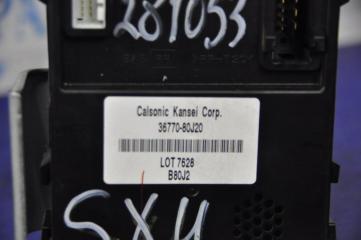 281053
Calsonic Kansei Corp.
36770-80J20
LOT 7628
B80J2
SX4